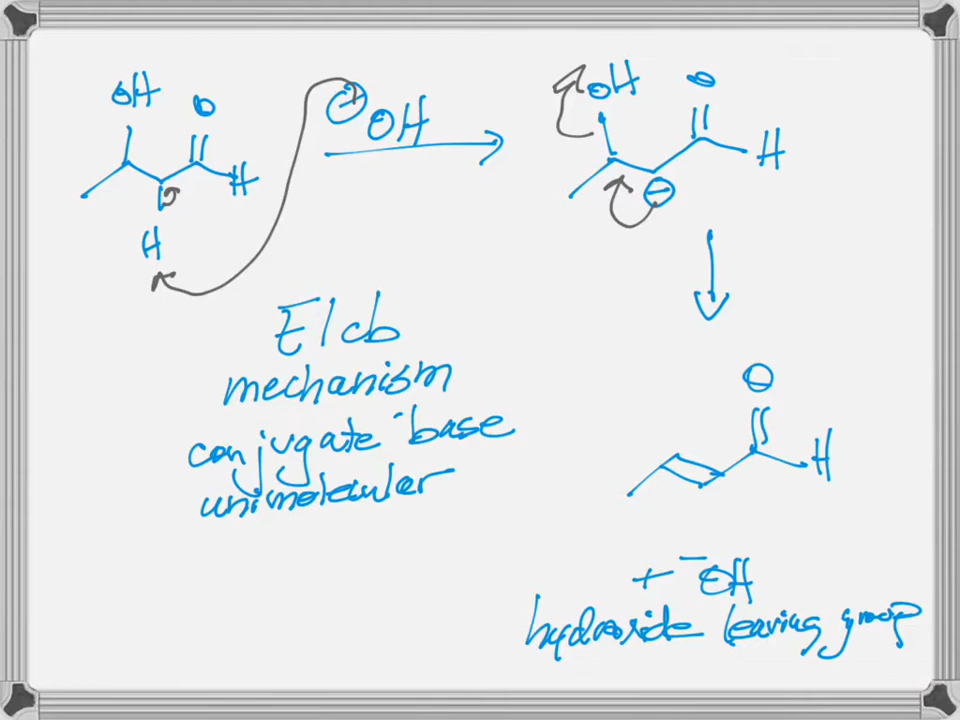 OH O ⊖OH OH O
H H
H ⊖
E1cb
mechanism
conjugate base
unimolecular
O
H
+ ⁻OH
hydroxide leaving group